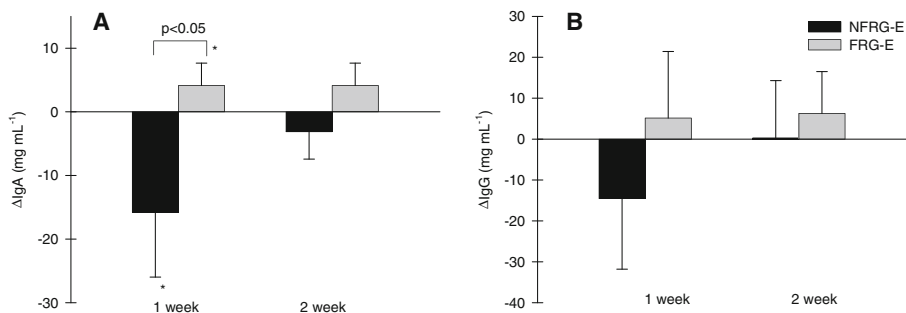 A
p<0.05
*
10
0
-10
-20
-30
ΔIgA (mg mL⁻¹)
*
1 week
2 week
B
NFRG-E
FRG-E
30
20
10
0
-10
-20
-30
-40
ΔIgG (mg mL⁻¹)
1 week
2 week